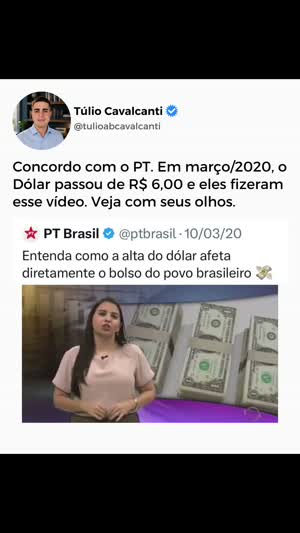 Túlio Cavalcanti
@tulioabcavalcanti
Concordo com o PT. Em março/2020, o
Dólar passou de R$ 6,00 e eles fizeram
esse vídeo. Veja com seus olhos.
PT Brasil @ptbrasil · 10/03/20
Entenda como a alta do dólar afeta
diretamente o bolso do povo brasileiro 💸